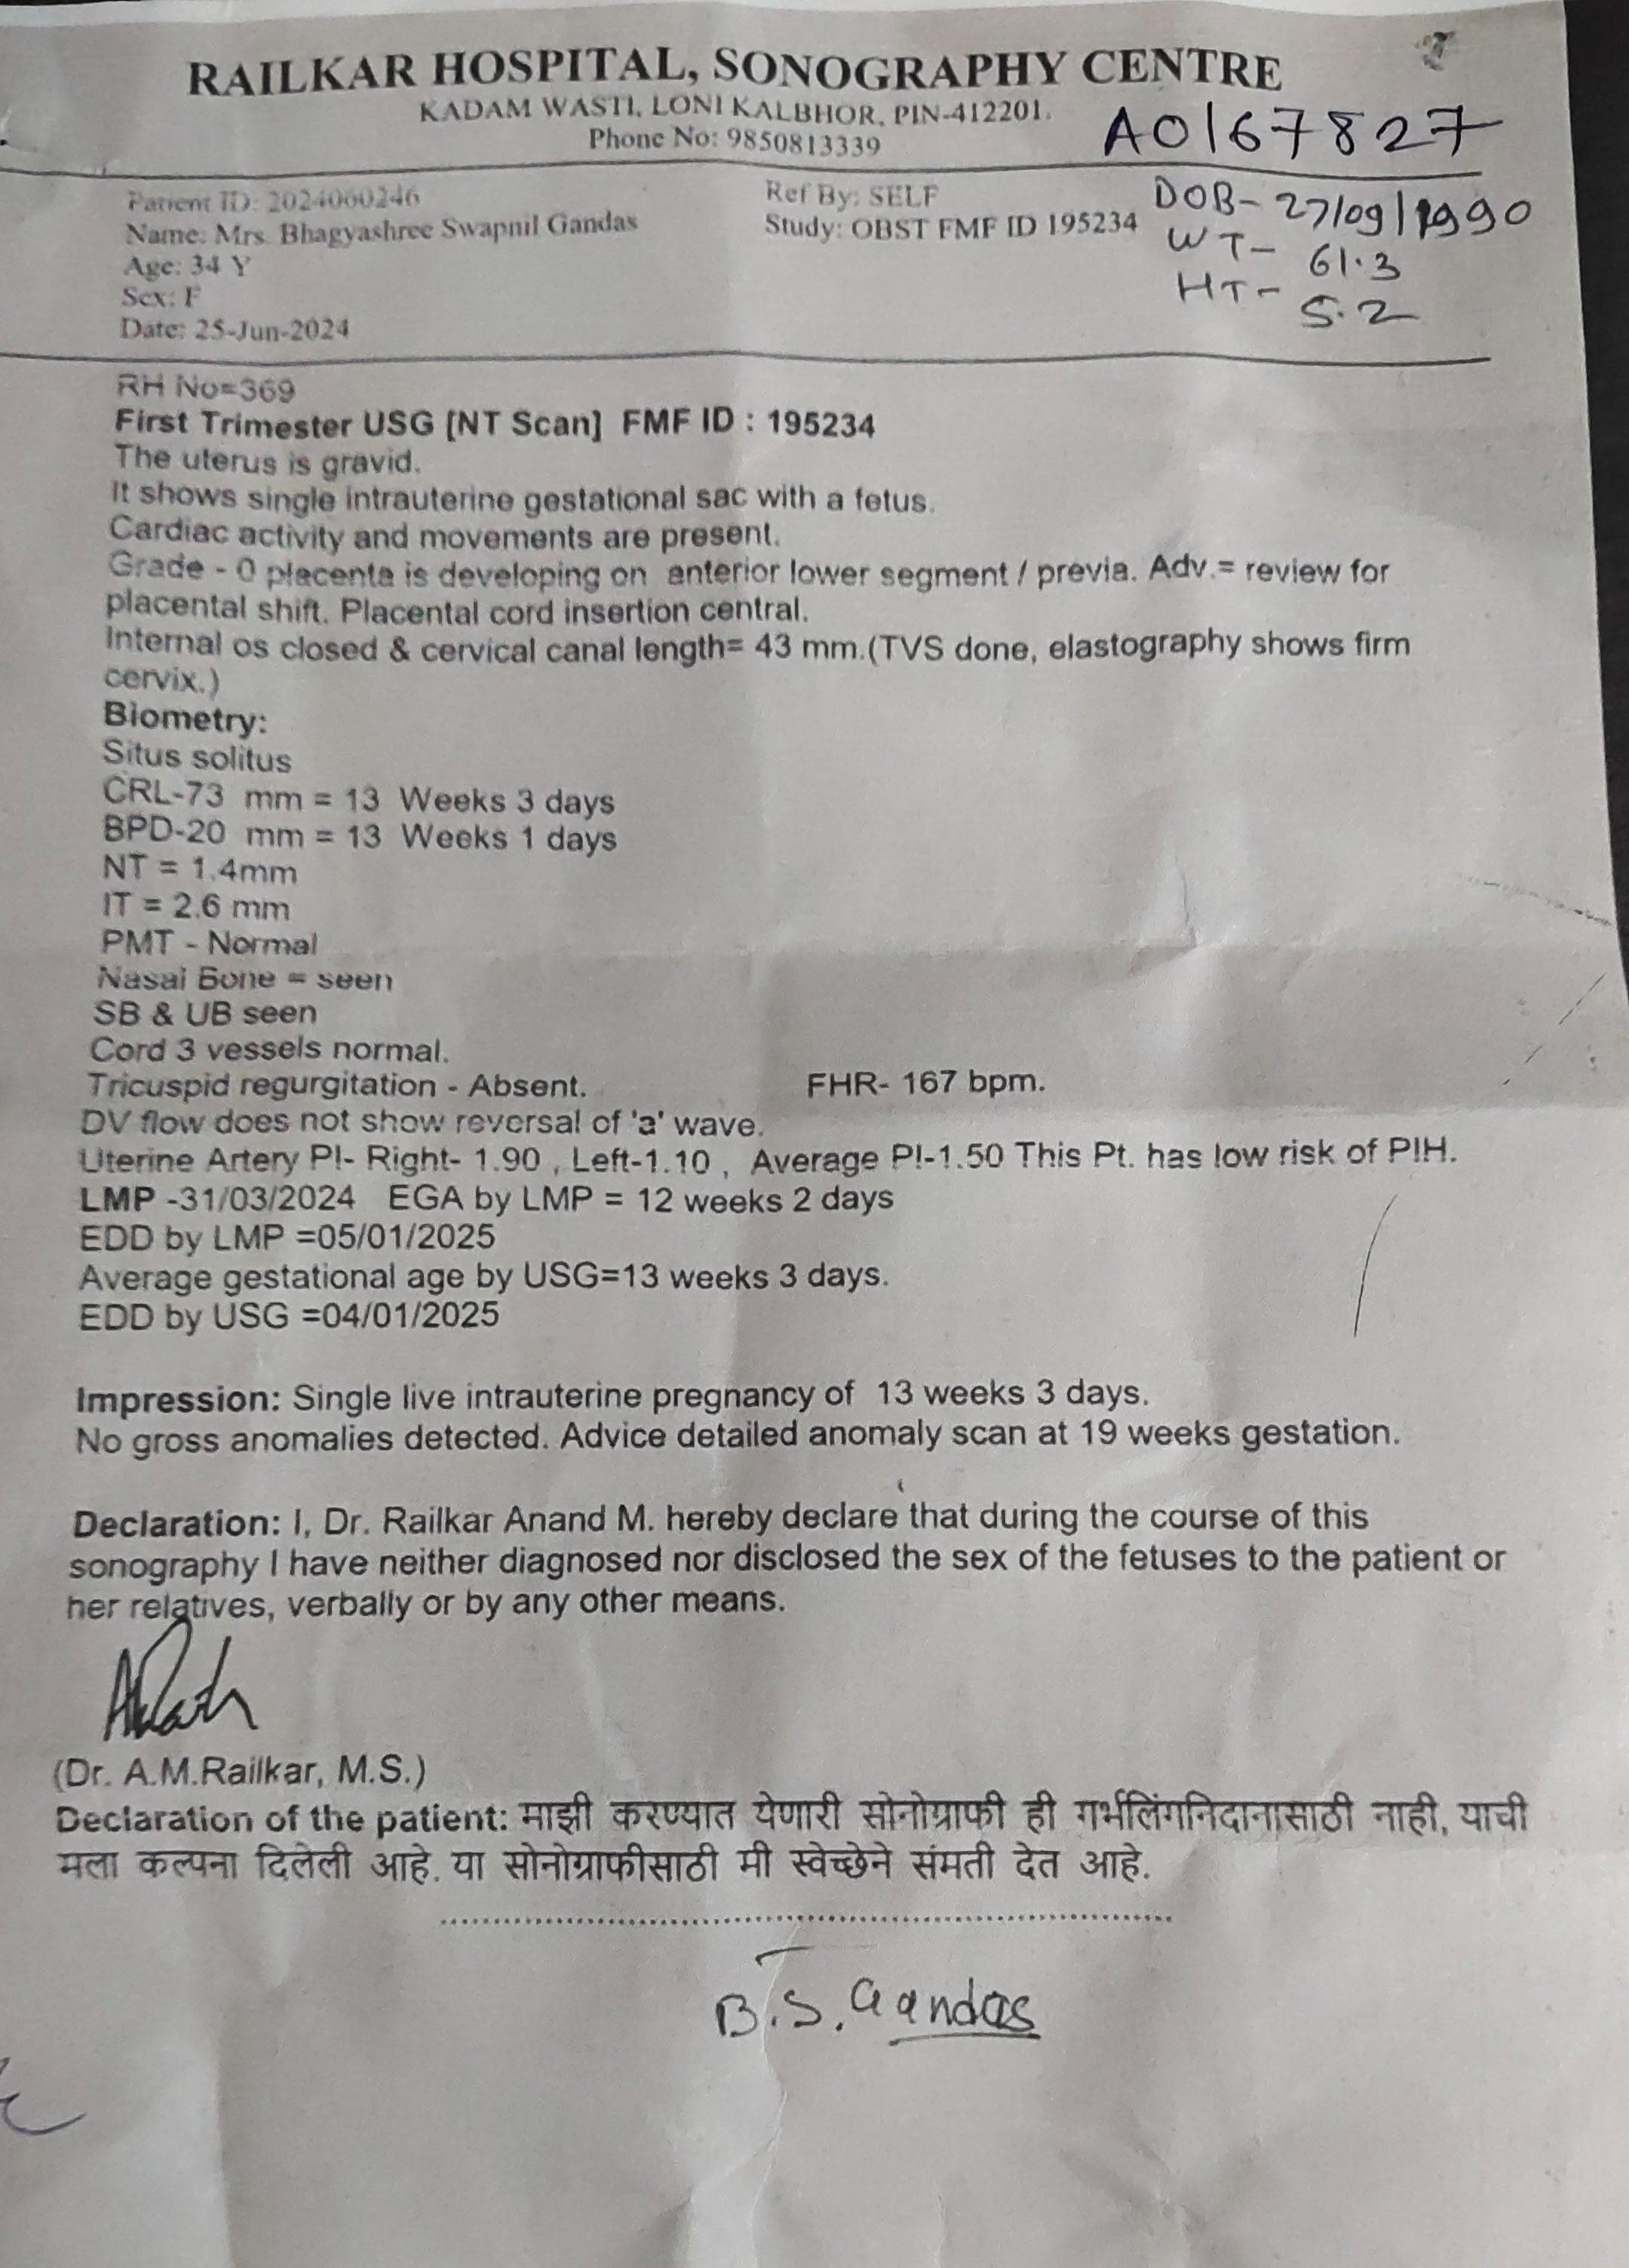 RAILKAR HOSPITAL, SONOGRAPHY CENTRE
KADAM WASTI, LONI KALBHOR, PIN-412201.
Phone No: 9850813339
A0167827
Patient ID: 2024060246
Name: Mrs. Bhagyashree Swapnil Gandas
Age: 34 Y
Sex: F
Date: 25-Jun-2024
Ref By: SELF
Study: OBST FMF ID 195234
DOB- 27/09/1990
WT- 61.3
HT- 5.2
RH No=369
First Trimester USG [NT Scan] FMF ID : 195234
The uterus is gravid.
It shows single intrauterine gestational sac with a fetus.
Cardiac activity and movements are present.
Grade - 0 placenta is developing on anterior lower segment / previa. Adv.= review for
placental shift. Placental cord insertion central.
Internal os closed & cervical canal length= 43 mm.(TVS done, elastography shows firm
cervix.)
Biometry:
Situs solitus
CRL-73 mm = 13 Weeks 3 days
BPD-20 mm = 13 Weeks 1 days
NT = 1.4mm
IT = 2.6 mm
PMT - Normal
Nasal Bone = seen
SB & UB seen
Cord 3 vessels normal.
Tricuspid regurgitation - Absent. FHR- 167 bpm.
DV flow does not show reversal of 'a' wave.
Uterine Artery PI- Right- 1.90 , Left-1.10 , Average PI-1.50 This Pt. has low risk of PIH.
LMP -31/03/2024 EGA by LMP = 12 weeks 2 days
EDD by LMP =05/01/2025
Average gestational age by USG=13 weeks 3 days.
EDD by USG =04/01/2025
Impression: Single live intrauterine pregnancy of 13 weeks 3 days.
No gross anomalies detected. Advice detailed anomaly scan at 19 weeks gestation.
Declaration: I, Dr. Railkar Anand M. hereby declare that during the course of this
sonography I have neither diagnosed nor disclosed the sex of the fetuses to the patient or
her relatives, verbally or by any other means.
(Dr. A.M.Railkar, M.S.)
Declaration of the patient: माझी करण्यात येणारी सोनोग्राफी ही गर्भलिंगनिदानासाठी नाही, याची
मला कल्पना दिलेली आहे. या सोनोग्राफीसाठी मी स्वेच्छेने संमती देत आहे.
B.S. Gandas